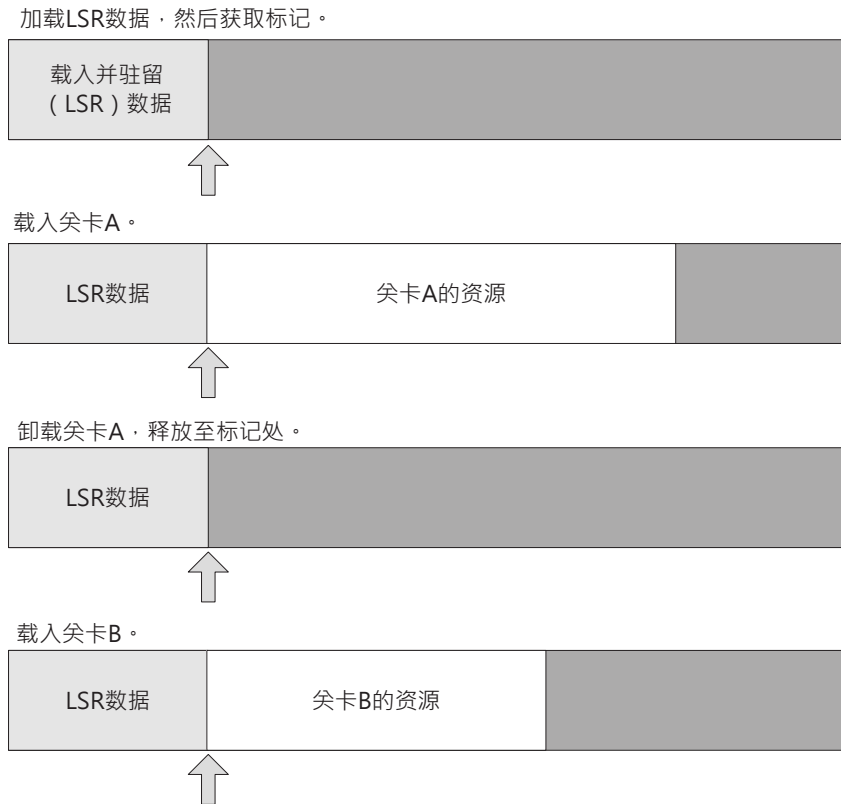 加载LSR数据，然后获取标记。
载入并驻留
（LSR）数据
载入关卡A。
LSR数据
关卡A的资源
卸载关卡A，释放至标记处。
LSR数据
载入关卡B。
LSR数据
关卡B的资源